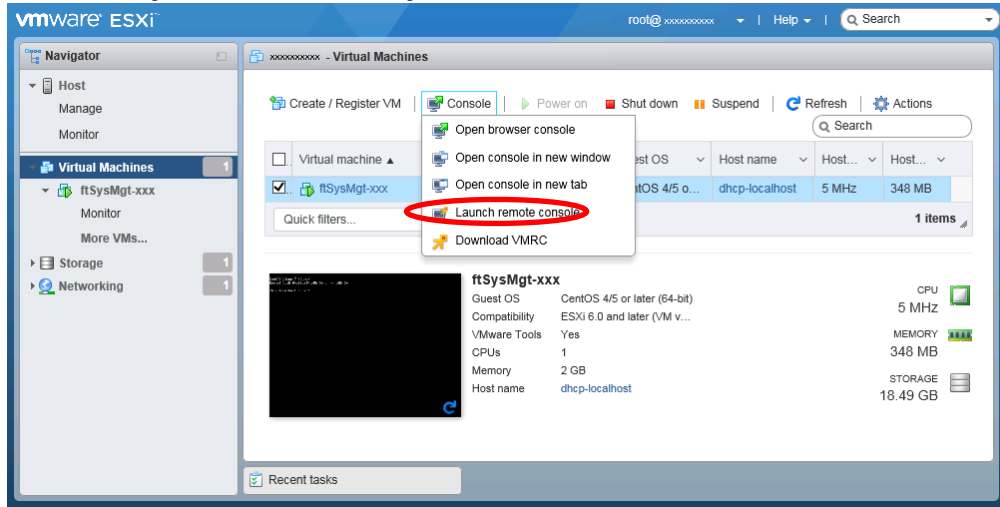 vmware ESXi
root@ xxxxxxxxxx | Help | Search
Navigator
Host
Manage
Monitor
Virtual Machines 1
ftSysMgt-xxx
Monitor
More VMs...
Storage 1
Networking 1
xxxxxxxxxx - Virtual Machines
Create / Register VM | Console | Power on Shut down Suspend | Refresh | Actions
Search
Open browser console
Open console in new window
Open console in new tab
Launch remote console
Download VMRC
Virtual machine est OS Host name Host... Host...
ftSysMgt-xxx tOS 4/5 o... dhcp-localhost 5 MHz 348 MB
Quick filters... 1 items
ftSysMgt-xxx
Guest OS CentOS 4/5 or later (64-bit)
Compatibility ESXi 6.0 and later (VM v...
VMware Tools Yes
CPUs 1
Memory 2 GB
Host name dhcp-localhost
CPU
5 MHz
MEMORY
348 MB
STORAGE
18.49 GB
Recent tasks